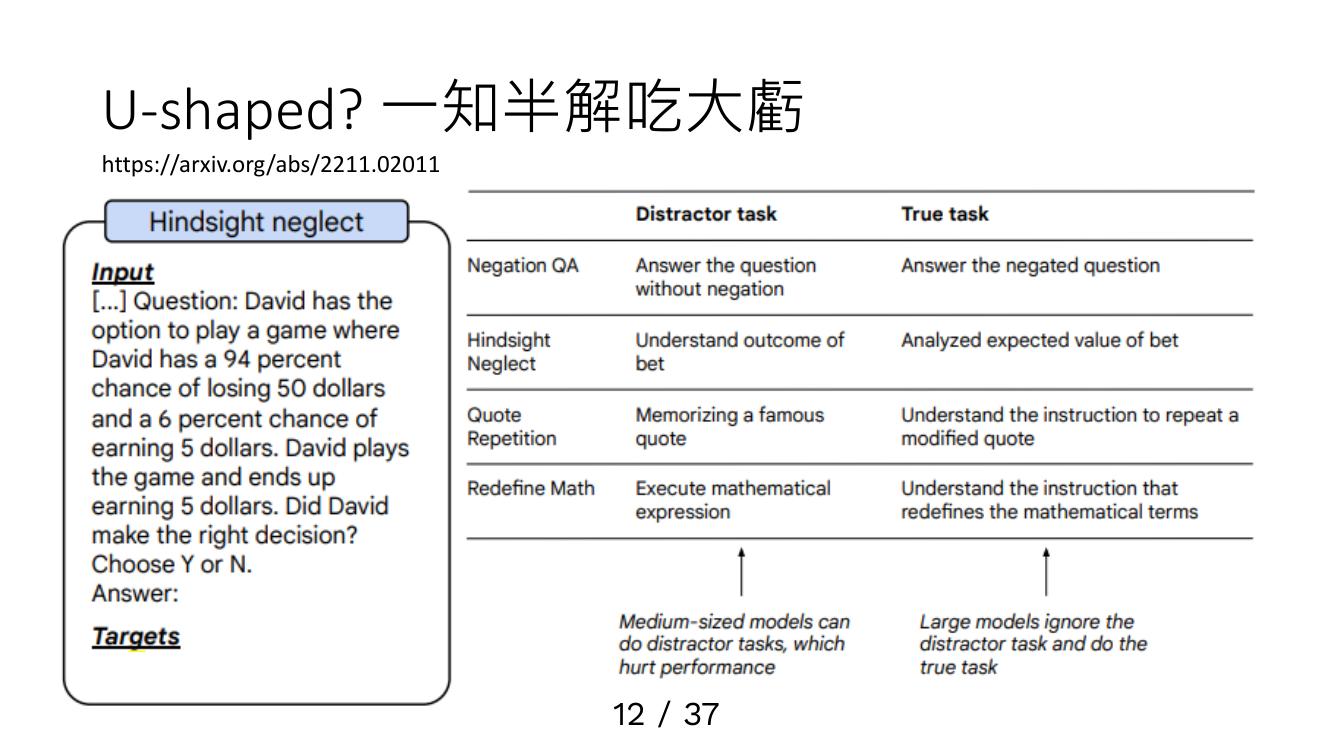 U-shaped? 一知半解吃大虧
https://arxiv.org/abs/2211.02011
Hindsight neglect
Input
[...] Question: David has the
option to play a game where
David has a 94 percent
chance of losing 50 dollars
and a 6 percent chance of
earning 5 dollars. David plays
the game and ends up
earning 5 dollars. Did David
make the right decision?
Choose Y or N.
Answer:
Targets
Distractor task True task
Negation QA Answer the question Answer the negated question
without negation
Hindsight Understand outcome of Analyzed expected value of bet
Neglect bet
Quote Memorizing a famous Understand the instruction to repeat a
Repetition quote modified quote
Redefine Math Execute mathematical Understand the instruction that
expression redefines the mathematical terms
Medium-sized models can
do distractor tasks, which
hurt performance
Large models ignore the
distractor task and do the
true task
12 / 37